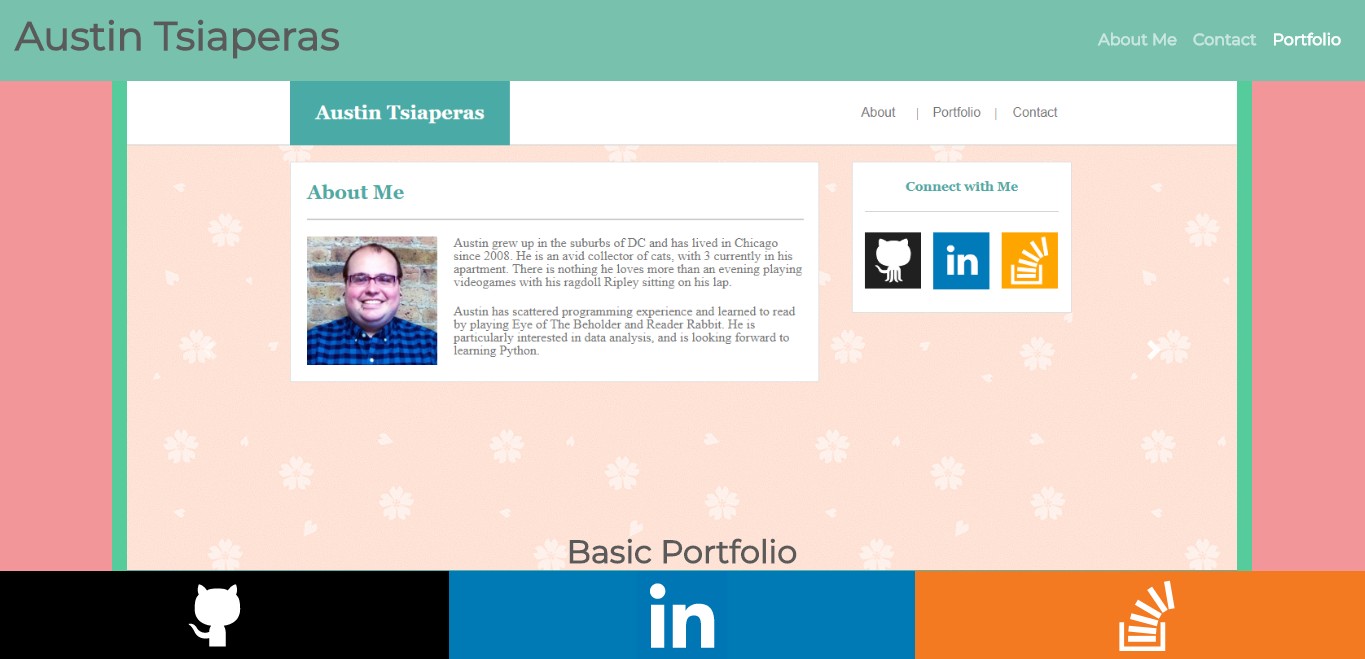 Austin Tsiaperas
About Me Contact Portfolio
Austin Tsiaperas
About | Portfolio | Contact
About Me
Austin grew up in the suburbs of DC and has lived in Chicago
since 2008. He is an avid collector of cats, with 3 currently in his
apartment. There is nothing he loves more than an evening playing
videogames with his ragdoll Ripley sitting on his lap.
Austin has scattered programming experience and learned to read
by playing Eye of The Beholder and Reader Rabbit. He is
particularly interested in data analysis, and is looking forward to
learning Python.
Connect with Me
in
Basic Portfolio
in